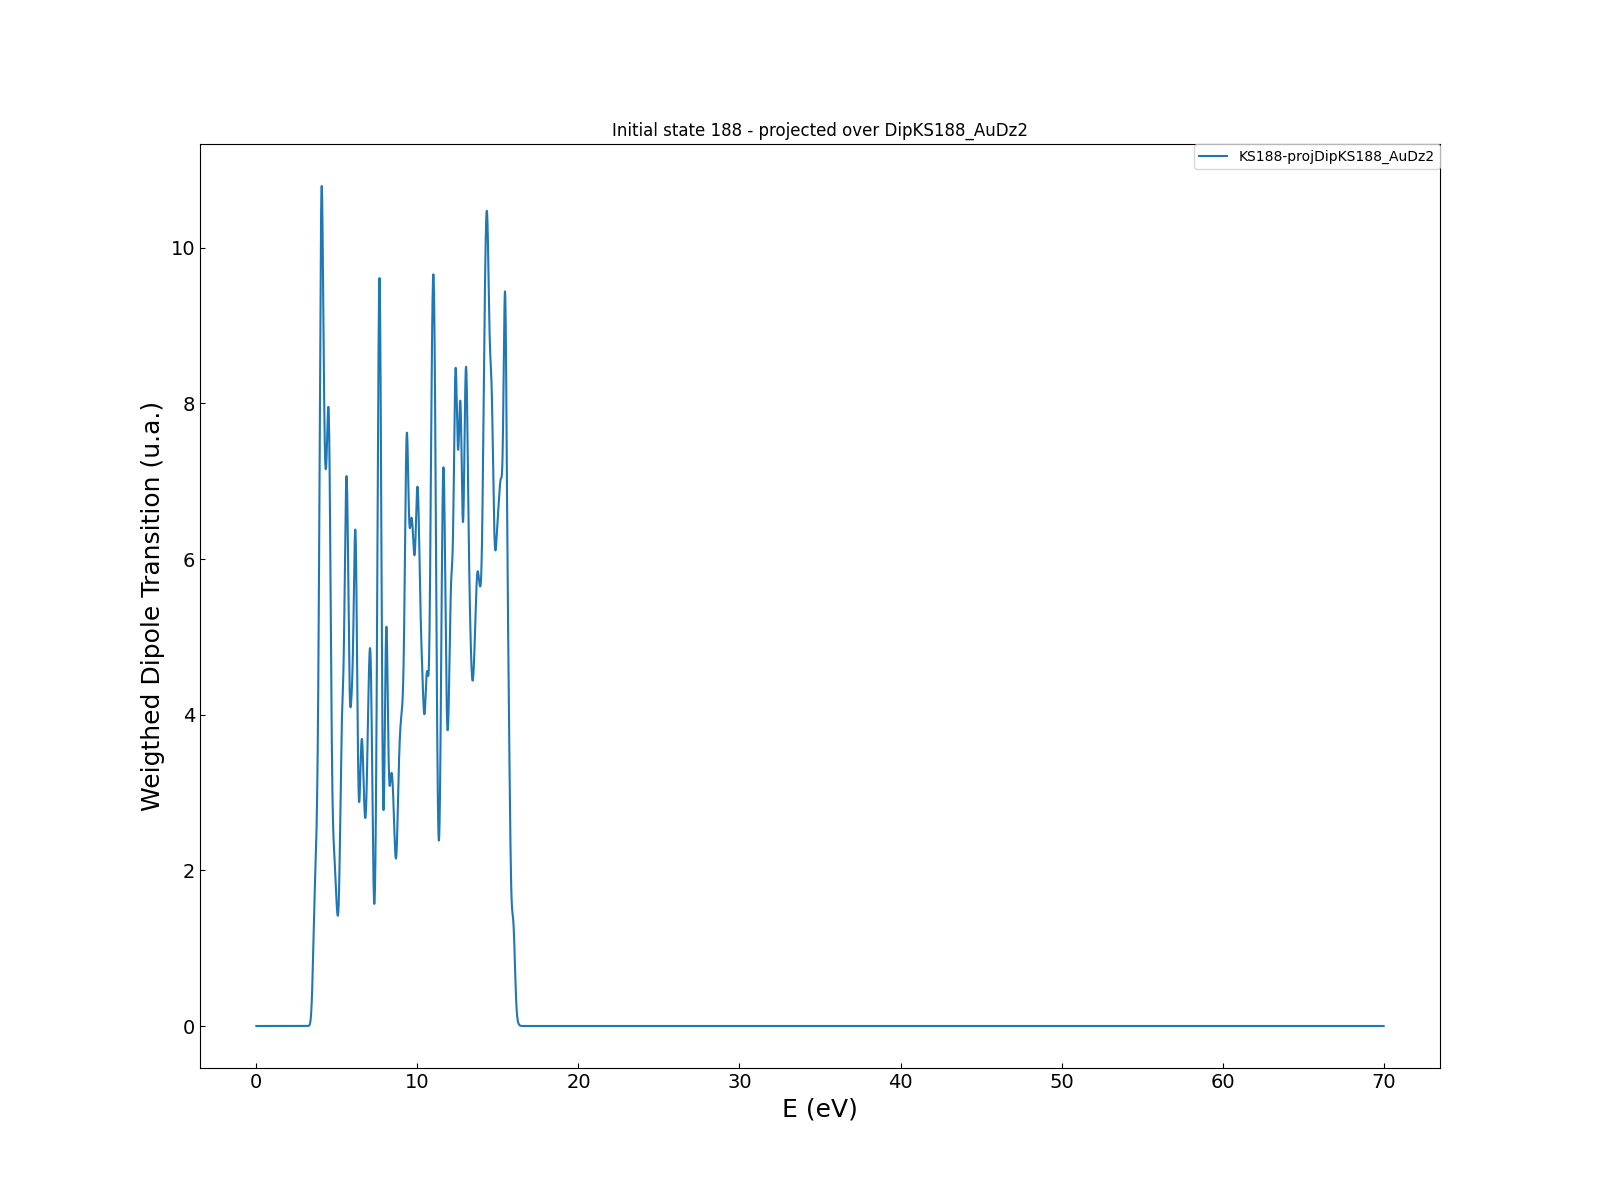 Initial state 188 - projected over DipKS188_AuDz2
KS188-projDipKS188_AuDz2
Weigthed Dipole Transition (u.a.)
10
8
6
4
2
0
0 10 20 30 40 50 60 70
E (eV)